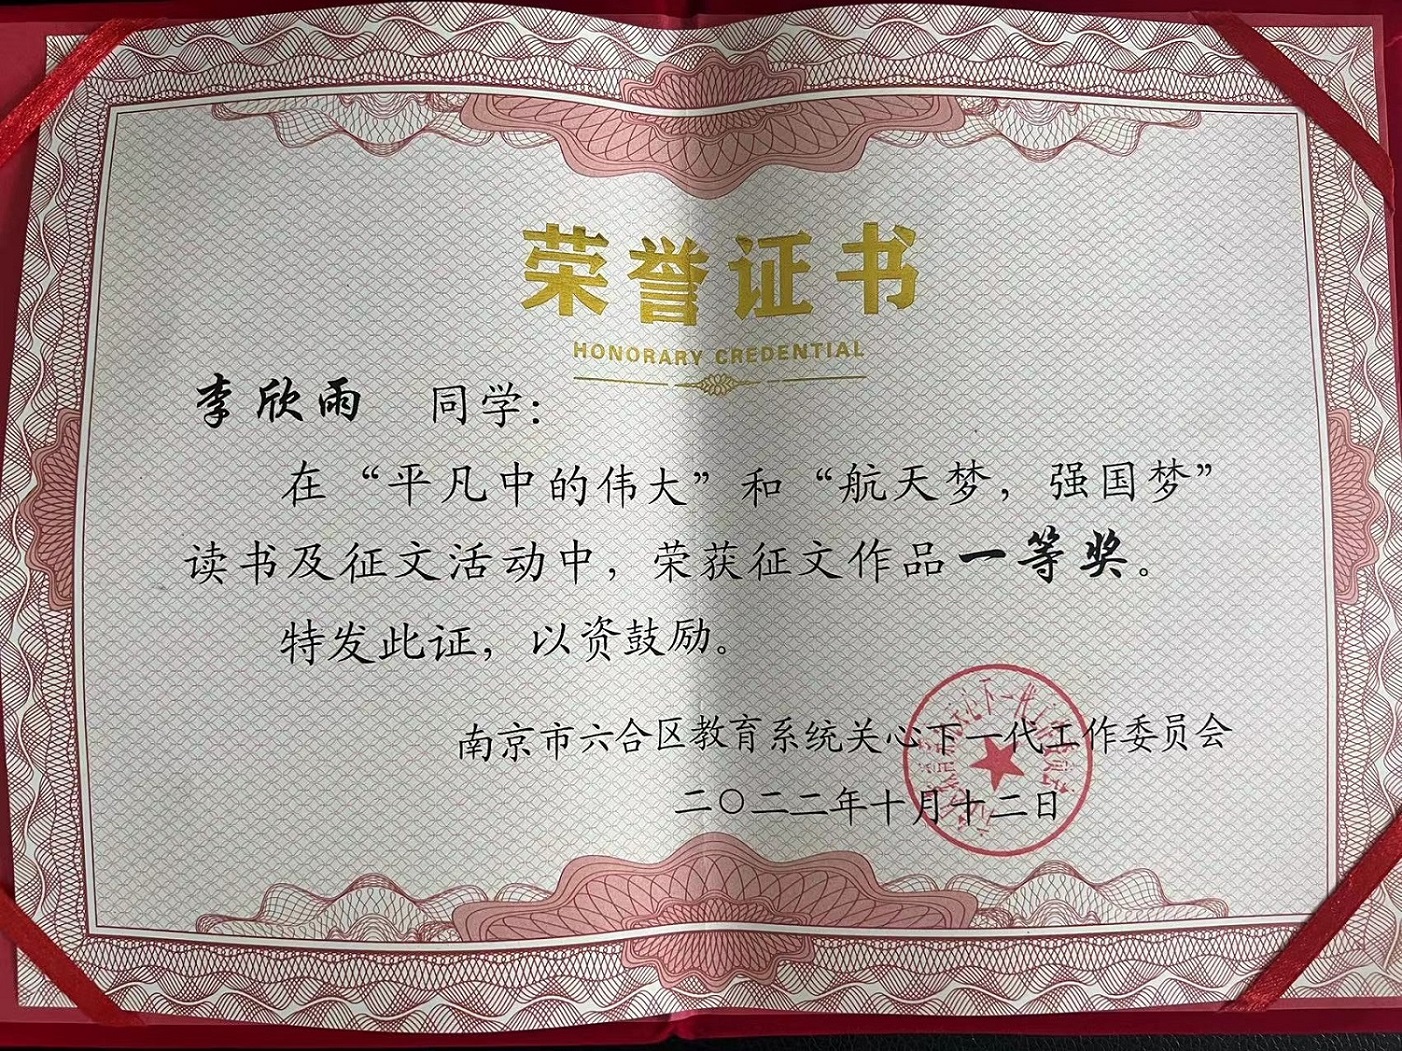 荣誉证书
HONORARY CREDENTIAL
李欣雨 同学：
在“平凡中的伟大”和“航天梦，强国梦”
读书及征文活动中，荣获征文作品一等奖。
特发此证，以资鼓励。
南京市六合区教育系统关心下一代工作委员会
二〇二二年十月十二日